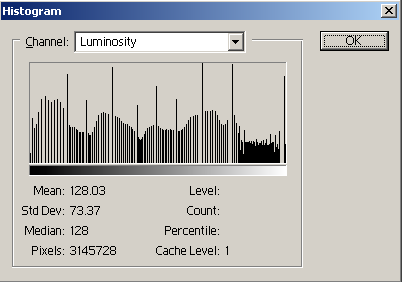 Histogram
Channel: Luminosity
OK
Mean: 128.03 Level:
Std Dev: 73.37 Count:
Median: 128 Percentile:
Pixels: 3145728 Cache Level: 1